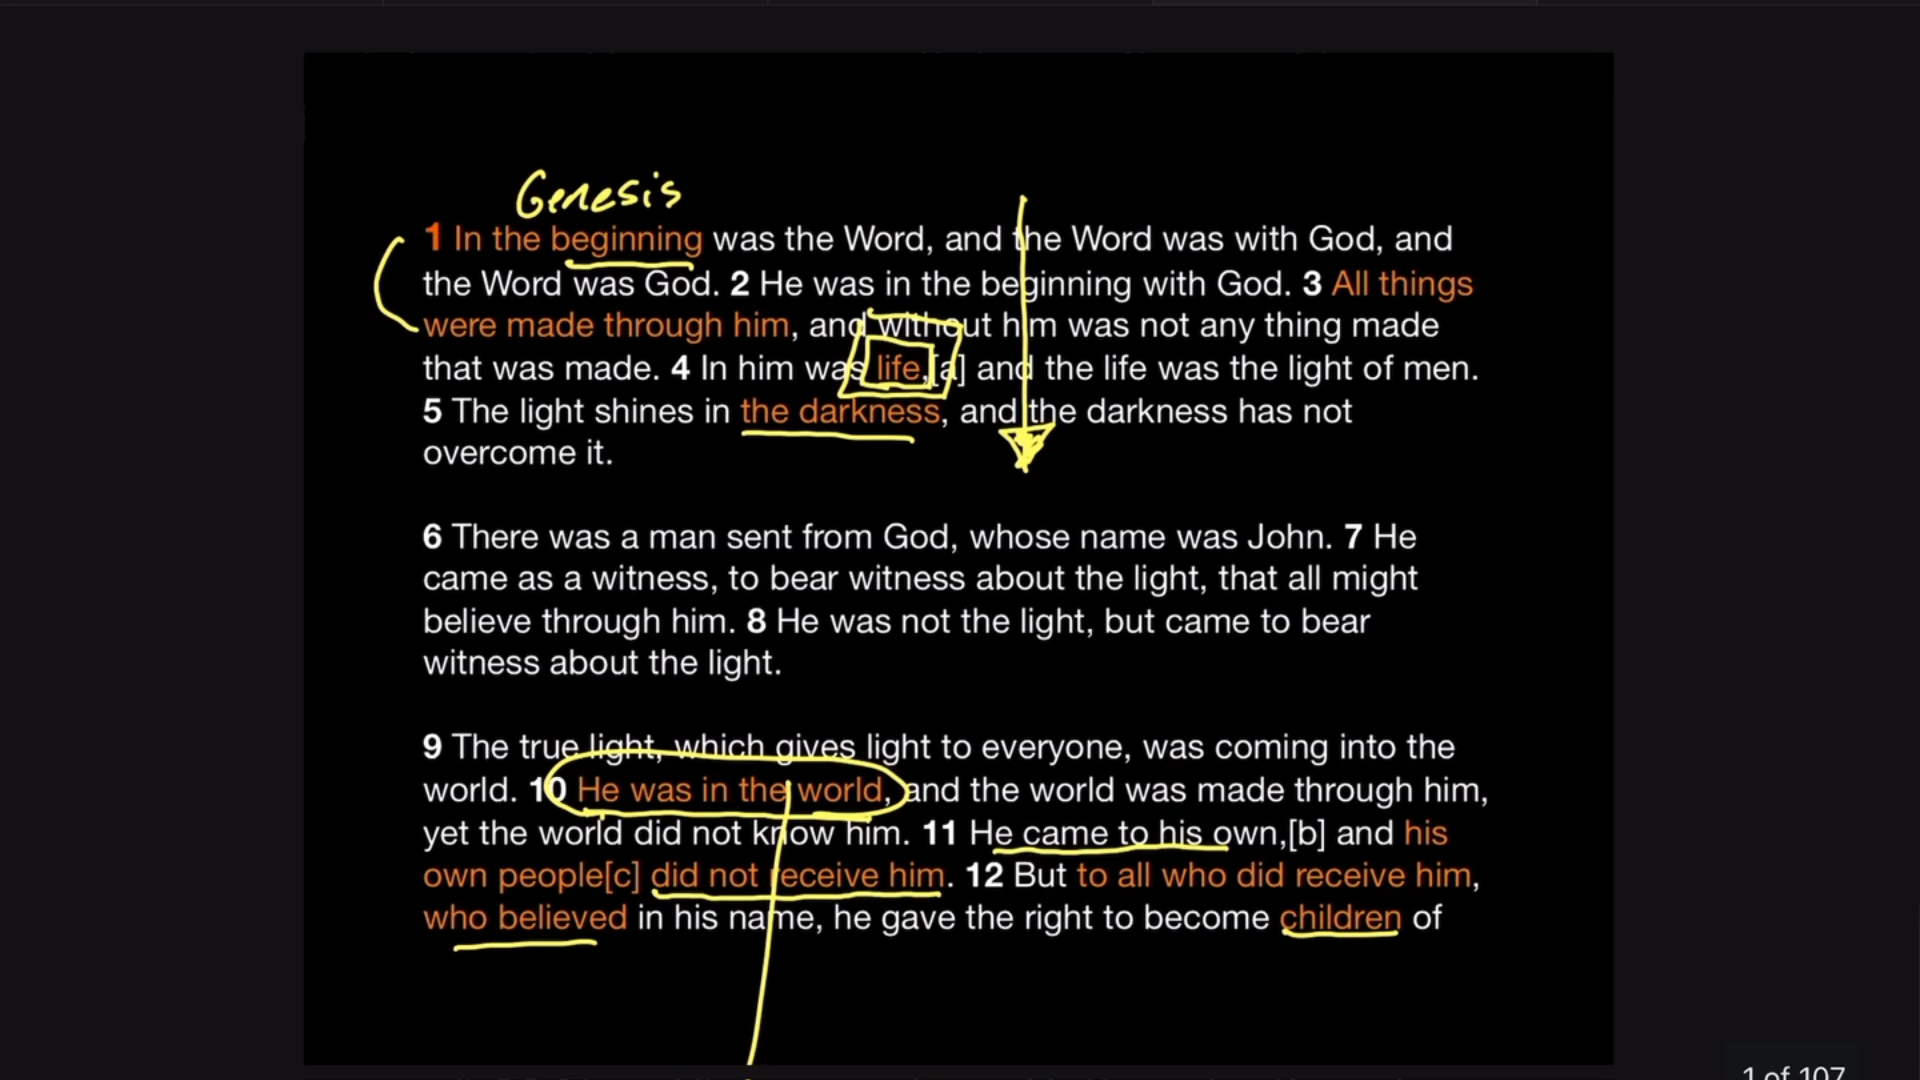 Genesis
1 In the beginning was the Word, and the Word was with God, and
the Word was God. 2 He was in the beginning with God. 3 All things
were made through him, and without him was not any thing made
that was made. 4 In him was life,[a] and the life was the light of men.
5 The light shines in the darkness, and the darkness has not
overcome it.
6 There was a man sent from God, whose name was John. 7 He
came as a witness, to bear witness about the light, that all might
believe through him. 8 He was not the light, but came to bear
witness about the light.
9 The true light, which gives light to everyone, was coming into the
world. 10 He was in the world, and the world was made through him,
yet the world did not know him. 11 He came to his own,[b] and his
own people[c] did not receive him. 12 But to all who did receive him,
who believed in his name, he gave the right to become children of
1 of 107